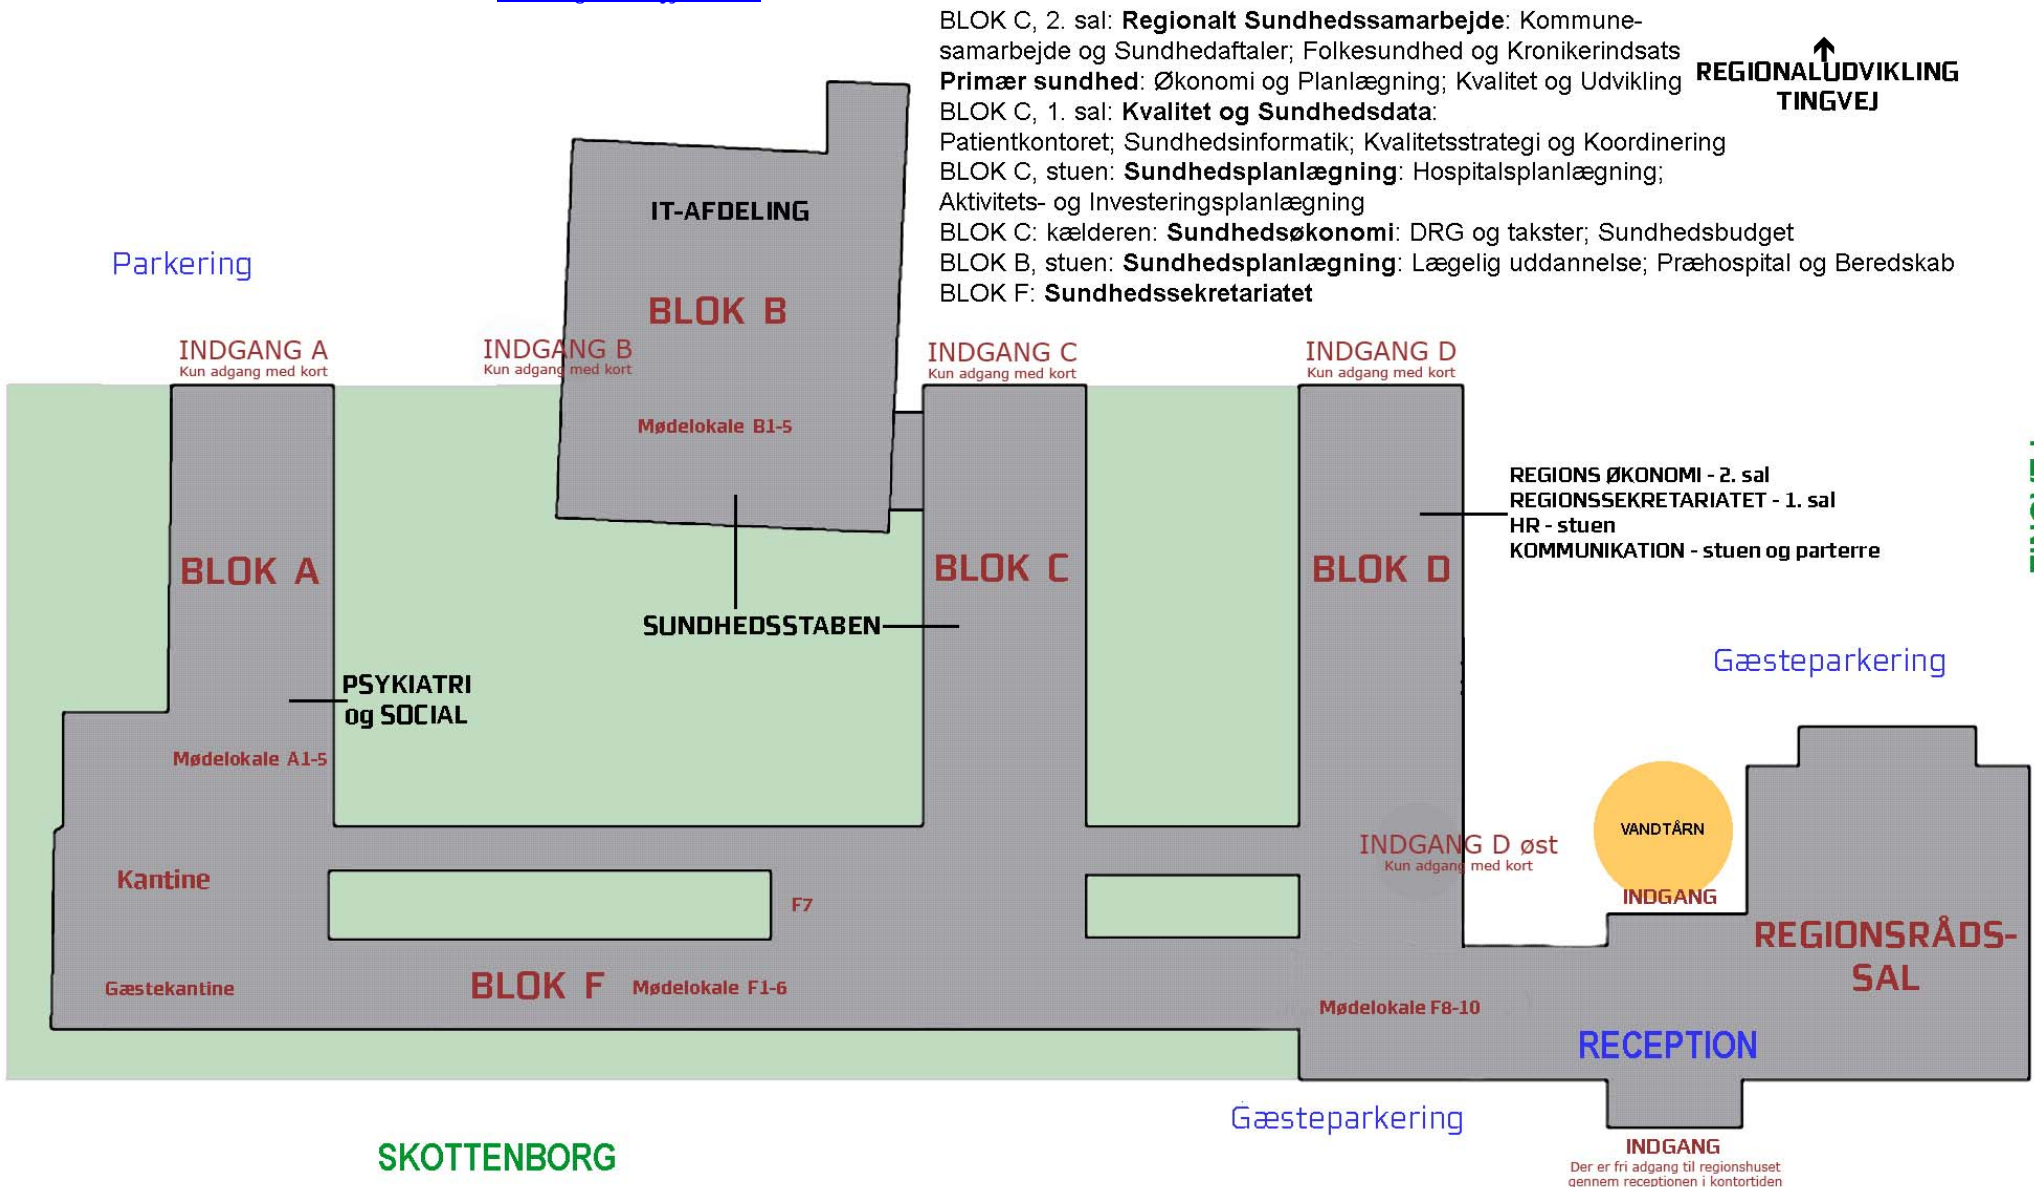 BLOK C, 2. sal: Regionalt Sundhedssamarbejde: Kommune-
samarbejde og Sundhedaftaler; Folkesundhed og Kronikerindsats
Primær sundhed: Økonomi og Planlægning; Kvalitet og Udvikling
BLOK C, 1. sal: Kvalitet og Sundhedsdata:
Patientkontoret; Sundhedsinformatik; Kvalitetsstrategi og Koordinering
BLOK C, stuen: Sundhedsplanlægning: Hospitalsplanlægning;
Aktivitets- og Investeringsplanlægning
BLOK C: kælderen: Sundhedsøkonomi: DRG og takster; Sundhedsbudget
BLOK B, stuen: Sundhedsplanlægning: Lægelig uddannelse; Præhospital og Beredskab
BLOK F: Sundhedssekretariatet
REGIONALUDVIKLING
TINGVEJ
IT-AFDELING
Parkering
BLOK B
INDGANG A
Kun adgang med kort
INDGANG B
Kun adgang med kort
INDGANG C
Kun adgang med kort
INDGANG D
Kun adgang med kort
Mødelokale B1-5
REGIONS ØKONOMI - 2. sal
REGIONSSEKRETARIATET - 1. sal
HR - stuen
KOMMUNIKATION - stuen og parterre
BLOK A
BLOK C
BLOK D
SUNDHEDSSTABEN
PSYKIATRI
og SOCIAL
Gæsteparkering
Mødelokale A1-5
VANDTÅRN
INDGANG D øst
Kun adgang med kort
Kantine
F7
INDGANG
REGIONSRÅDS-
SAL
Gæstekantine
BLOK F
Mødelokale F1-6
Mødelokale F8-10
RECEPTION
Gæsteparkering
SKOTTENBORG
INDGANG
Der er fri adgang til regionshuset
gennem receptionen i kontortiden